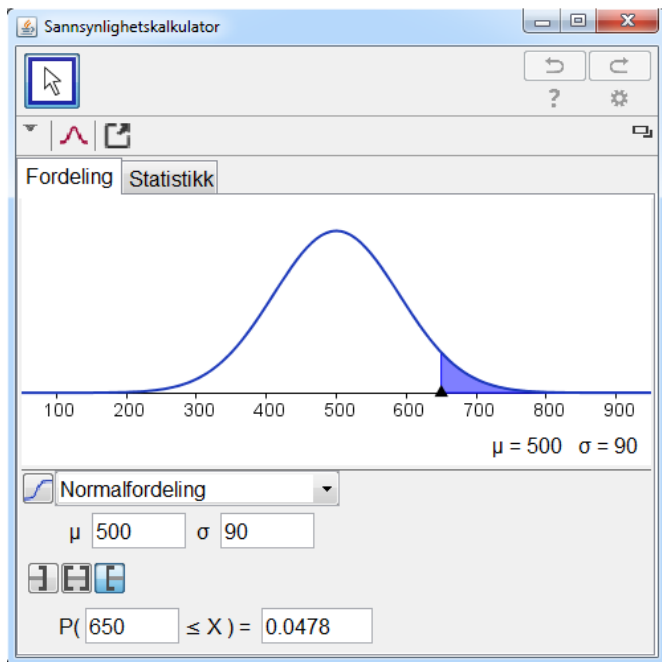 Sannsynlighetskalkulator
?
Fordeling Statistikk
100 200 300 400 500 600 700 800 900
μ = 500 σ = 90
Normalfordeling
μ 500 σ 90
P( 650 ≤ X ) = 0.0478